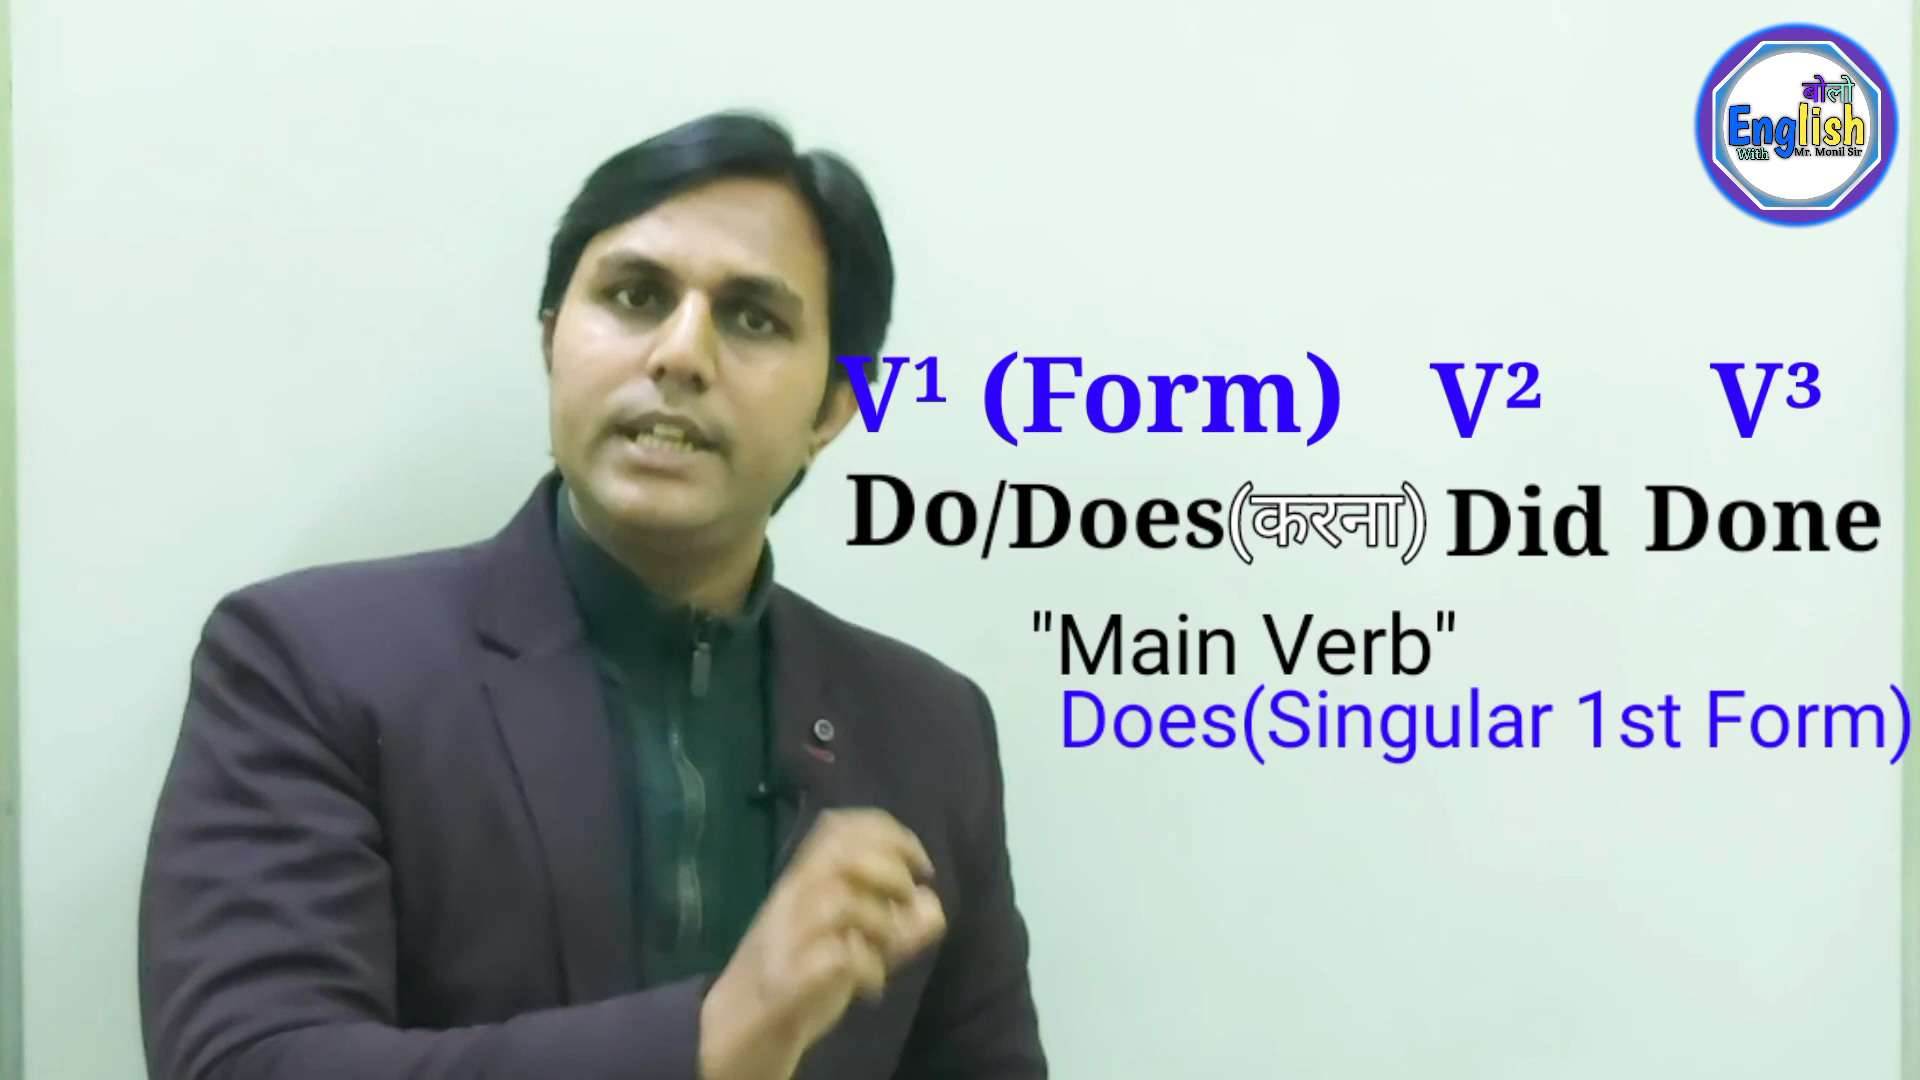 बोलो
English
With Mr. Monil Sir
V¹ (Form) V² V³
Do/Does(करना) Did Done
"Main Verb"
Does(Singular 1st Form)